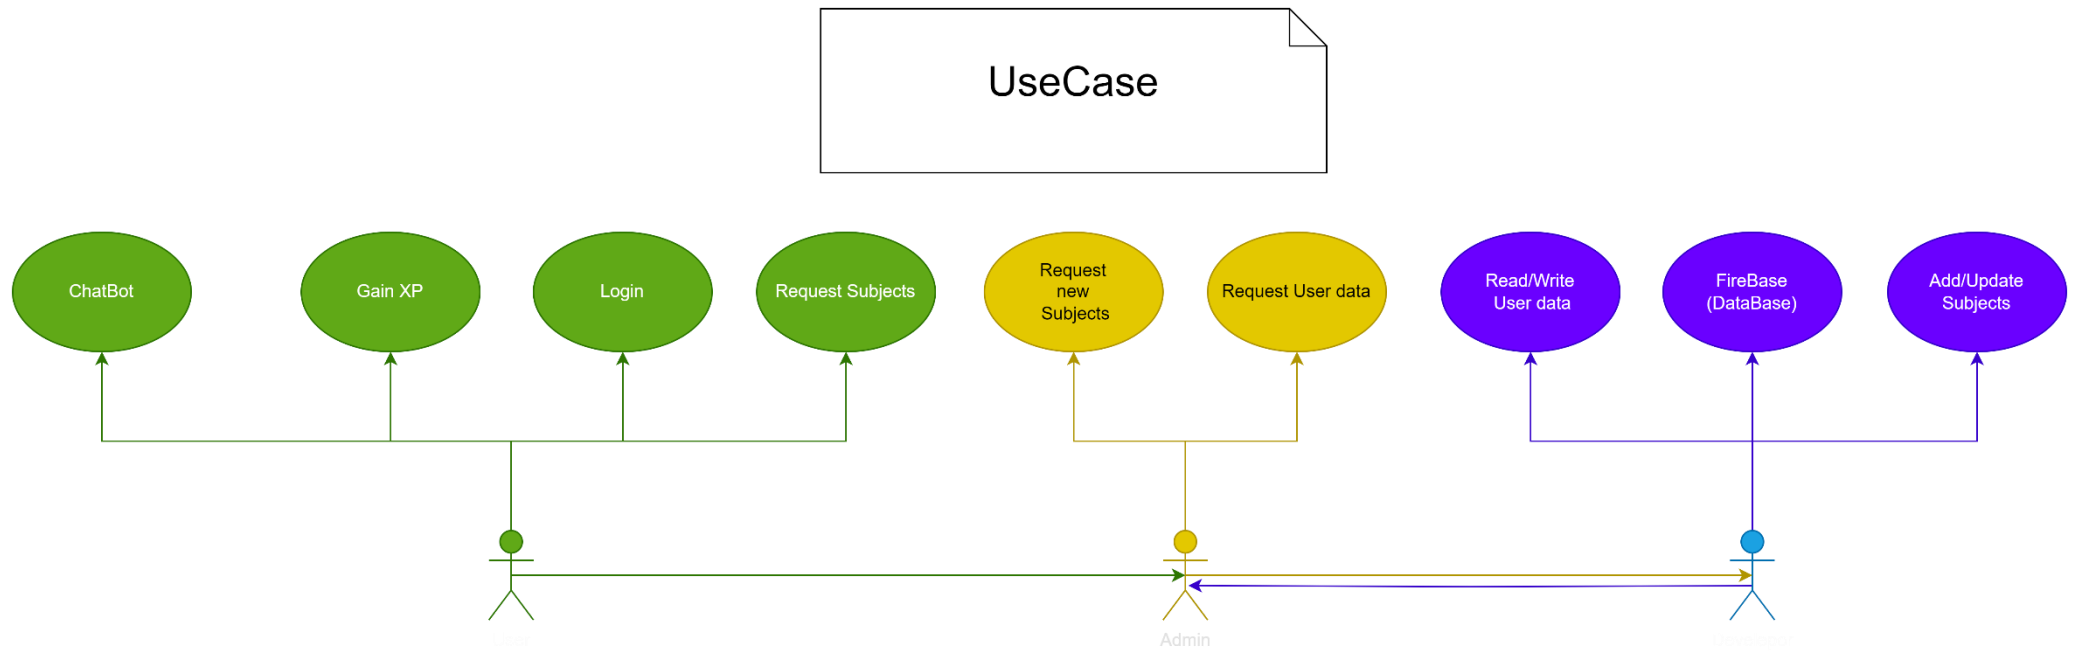 UseCase
ChatBot
Gain XP
Login
Request Subjects
Request
new
Subjects
Request User data
Read/Write
User data
FireBase
(DataBase)
Add/Update
Subjects
Admin